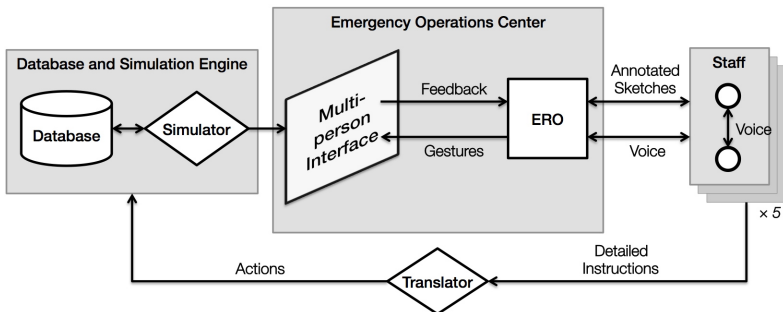 Emergency Operations Center
Database and Simulation Engine
Staff
Database
Simulator
Multi-
person
Interface
Feedback
Gestures
ERO
Annotated
Sketches
Voice
Voice
× 5
Actions
Translator
Detailed
Instructions